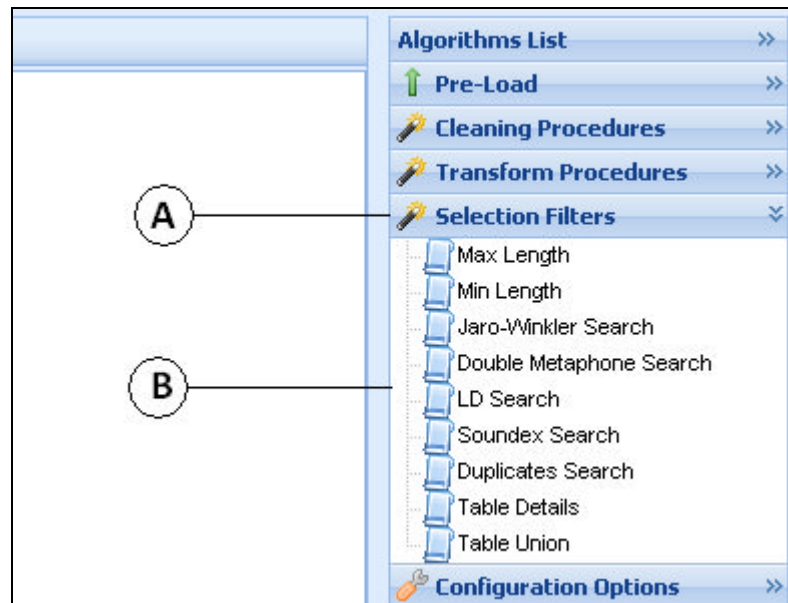 Algorithms List
Pre-Load
Cleaning Procedures
Transform Procedures
A
Selection Filters
Max Length
Min Length
Jaro-Winkler Search
Double Metaphone Search
B
LD Search
Soundex Search
Duplicates Search
Table Details
Table Union
Configuration Options